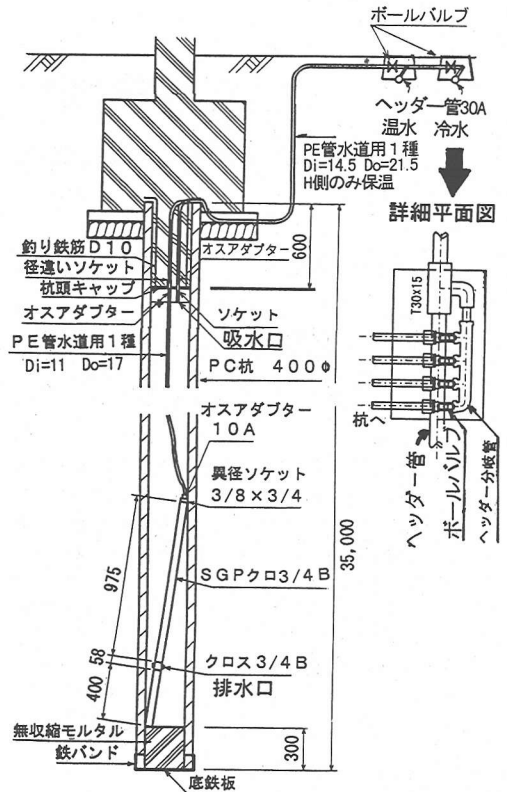 ボールバルブ
ヘッダー管30A
温水 冷水
PE管水道用1種
Di=14.5 Do=21.5
H側のみ保温
詳細平面図
釣り鉄筋D10
径違いソケット
杭頭キャップ
オスアダプター
PE管水道用1種
Di=11 Do=17
オスアダプター
600
ソケット
吸水口
PC杭 400φ
T30×15
杭へ
ヘッダー管
ボールバルブ
ヘッダー分岐管
オスアダプター
10A
異径ソケット
3/8×3/4
35,000
975
SGPクロ3/4B
58
クロス3/4B
400
排水口
無収縮モルタル
鉄バンド
300
底鉄板